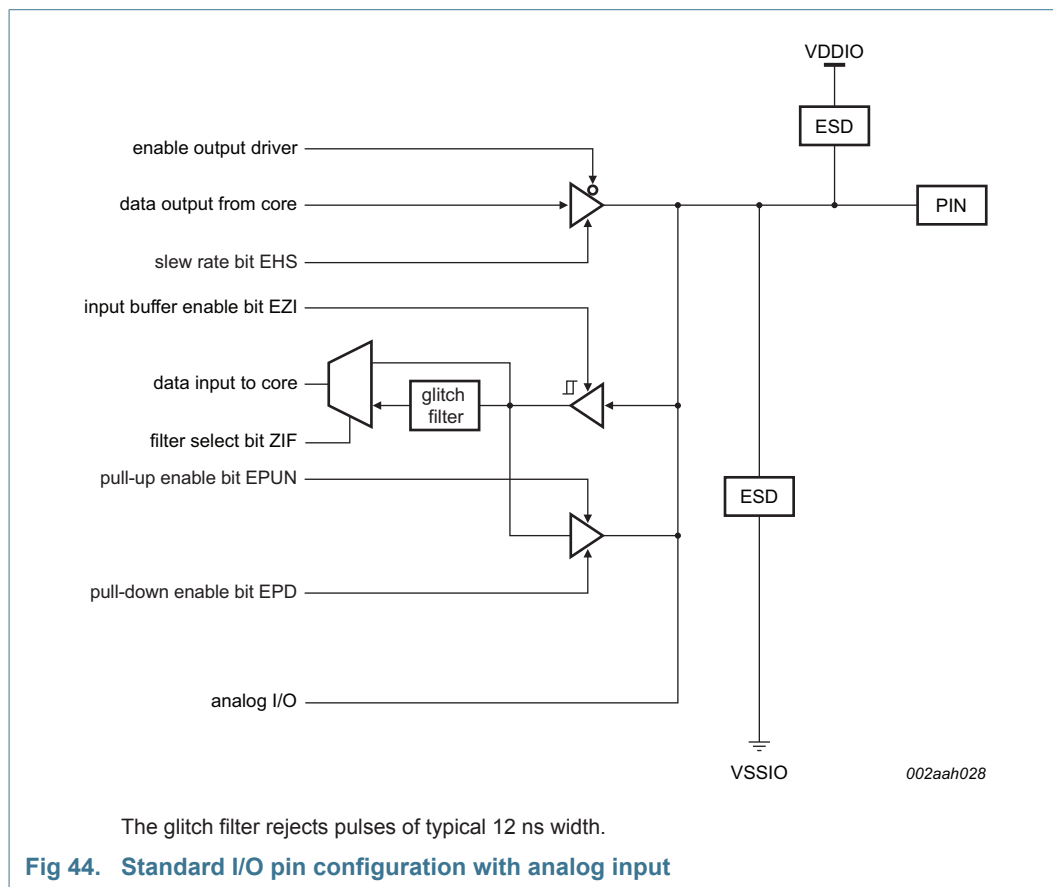 VDDIO
ESD
enable output driver
data output from core
PIN
slew rate bit EHS
input buffer enable bit EZI
data input to core
glitch
filter
filter select bit ZIF
pull-up enable bit EPUN
ESD
pull-down enable bit EPD
analog I/O
VSSIO
002aah028
The glitch filter rejects pulses of typical 12 ns width.
Fig 44. Standard I/O pin configuration with analog input